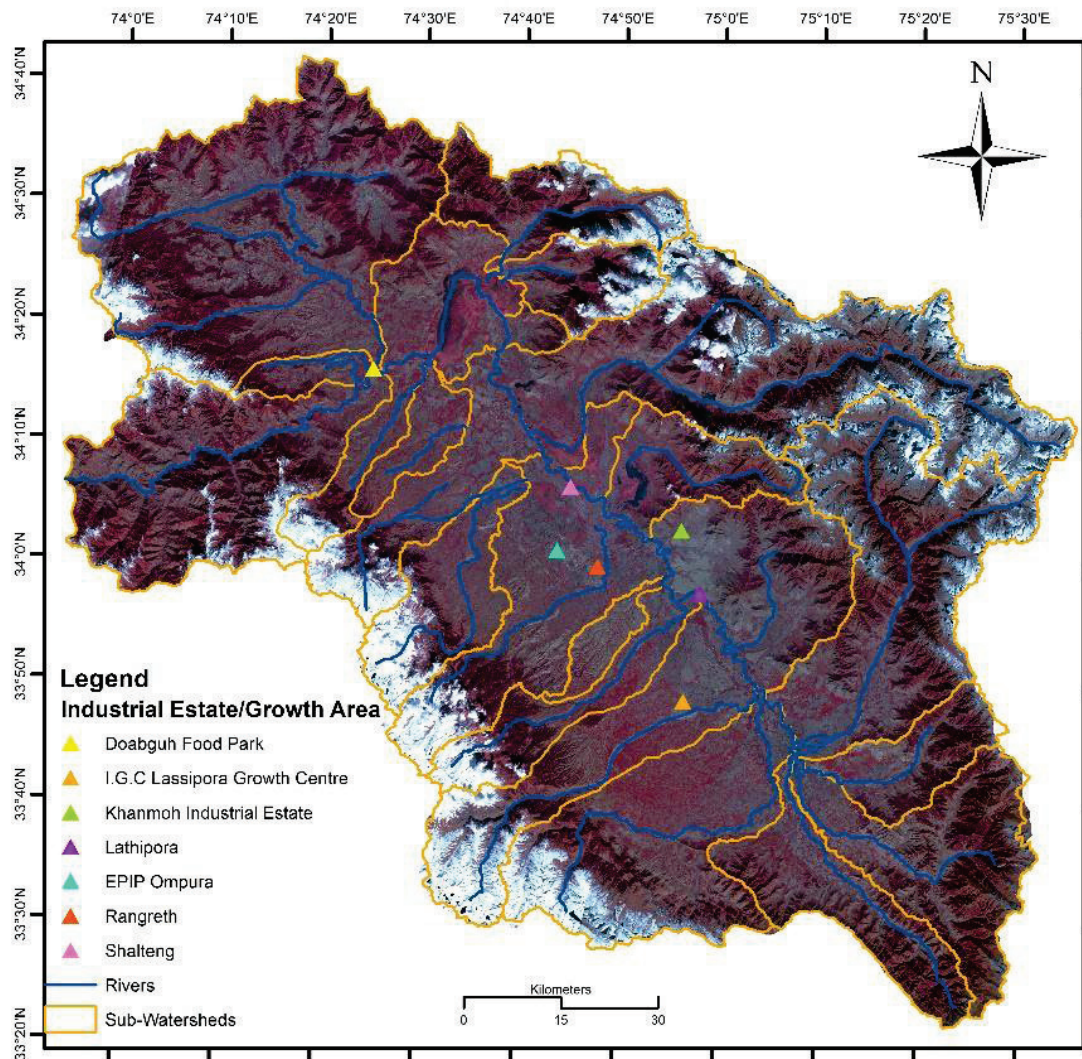 74°0'E 74°10'E 74°20'E 74°30'E 74°40'E 74°50'E 75°0'E 75°10'E 75°20'E 75°30'E
34°40'N
34°30'N
34°20'N
34°10'N
34°0'N
33°50'N
33°40'N
33°30'N
33°20'N
N
Legend
Industrial Estate/Growth Area
Doabguh Food Park
I.G.C Lassipora Growth Centre
Khanmoh Industrial Estate
Lathipora
EPIP Ompura
Rangreth
Shalteng
Rivers
Sub-Watersheds
Kilometers
0 15 30